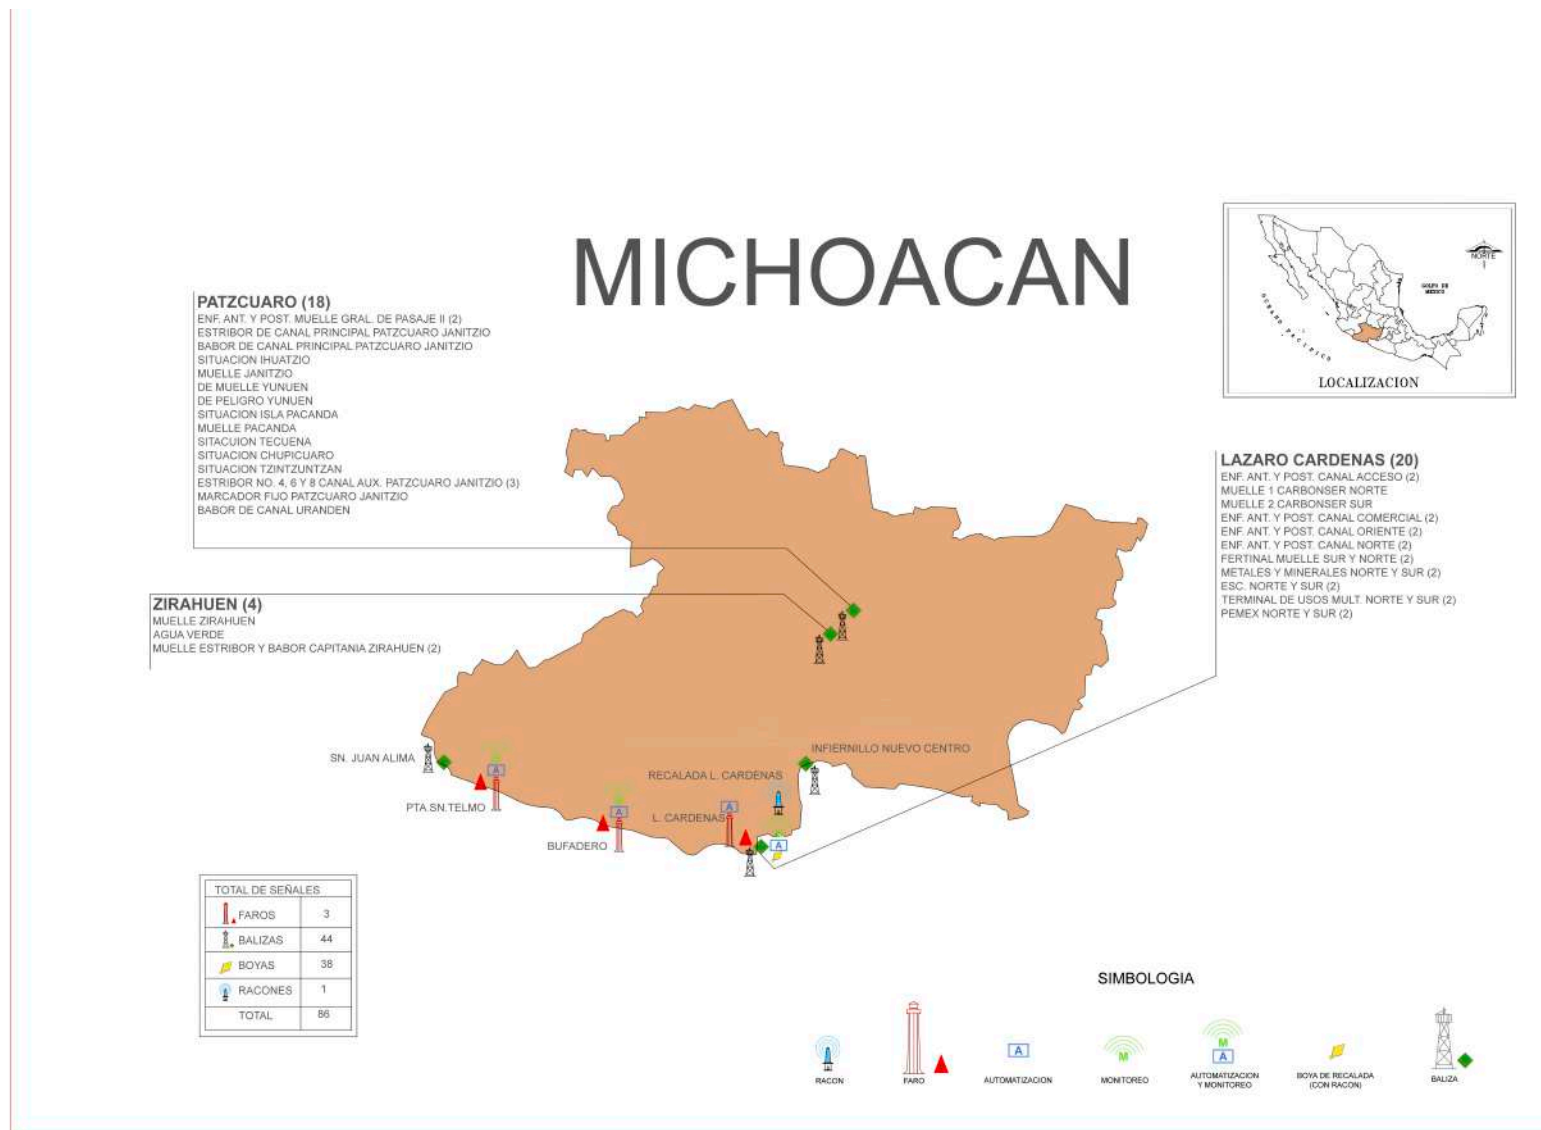 MICHOACAN
PATZCUARO (18)
ENF. ANT. Y POST. MUELLE GRAL. DE PASAJE II (2)
ESTRIBOR DE CANAL PRINCIPAL PATZCUARO JANITZIO
BABOR DE CANAL PRINCIPAL PATZCUARO JANITZIO
SITUACION IHUATZIO
MUELLE JANITZIO
DE MUELLE YUNUEN
DE PELIGRO YUNUEN
SITUACION ISLA PACANDA
MUELLE PACANDA
SITACUION TECUENA
SITUACION CHUPICUARO
SITUACION TZINTZUNTZAN
ESTRIBOR NO. 4, 6 Y 8 CANAL AUX. PATZCUARO JANITZIO (3)
MARCADOR FIJO PATZCUARO JANITZIO
BABOR DE CANAL URANDEN
ZIRAHUEN (4)
MUELLE ZIRAHUEN
AGUA VERDE
MUELLE ESTRIBOR Y BABOR CAPITANIA ZIRAHUEN (2)
NORTE
GOLFO DE
MEXICO
OCEANO PACIFICO
LOCALIZACION
LAZARO CARDENAS (20)
ENF. ANT. Y POST. CANAL ACCESO (2)
MUELLE 1 CARBONSER NORTE
MUELLE 2 CARBONSER SUR
ENF. ANT. Y POST. CANAL COMERCIAL (2)
ENF. ANT. Y POST. CANAL ORIENTE (2)
ENF. ANT. Y POST. CANAL NORTE (2)
FERTINAL MUELLE SUR Y NORTE (2)
METALES Y MINERALES NORTE Y SUR (2)
ESC. NORTE Y SUR (2)
TERMINAL DE USOS MULT. NORTE Y SUR (2)
PEMEX NORTE Y SUR (2)
SN. JUAN ALIMA
A
PTA SN.TELMO
A
BUFADERO
INFIERNILLO NUEVO CENTRO
RECALADA L. CARDENAS
A
L. CARDENAS
A
TOTAL DE SEÑALES
FAROS 3
BALIZAS 44
BOYAS 38
RACONES 1
TOTAL 86
SIMBOLOGIA
RACON
FARO
A
AUTOMATIZACION
M
MONITOREO
M
A
AUTOMATIZACION
Y MONITOREO
BOYA DE RECALADA
(CON RACON)
BALIZA